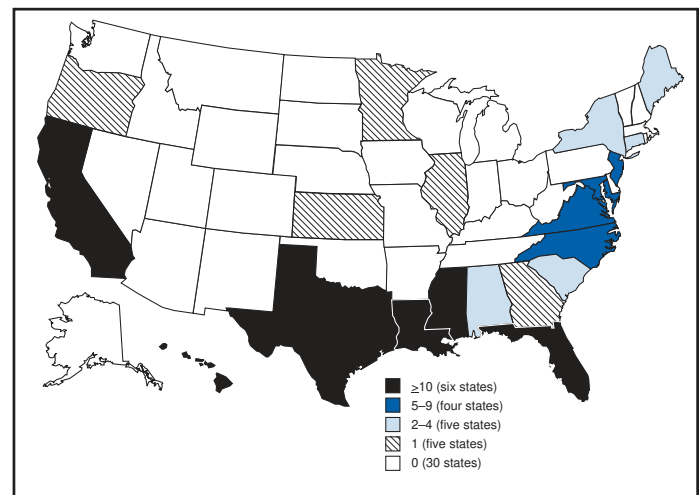 ≥10 (six states)
5–9 (four states)
2–4 (five states)
1 (five states)
0 (30 states)